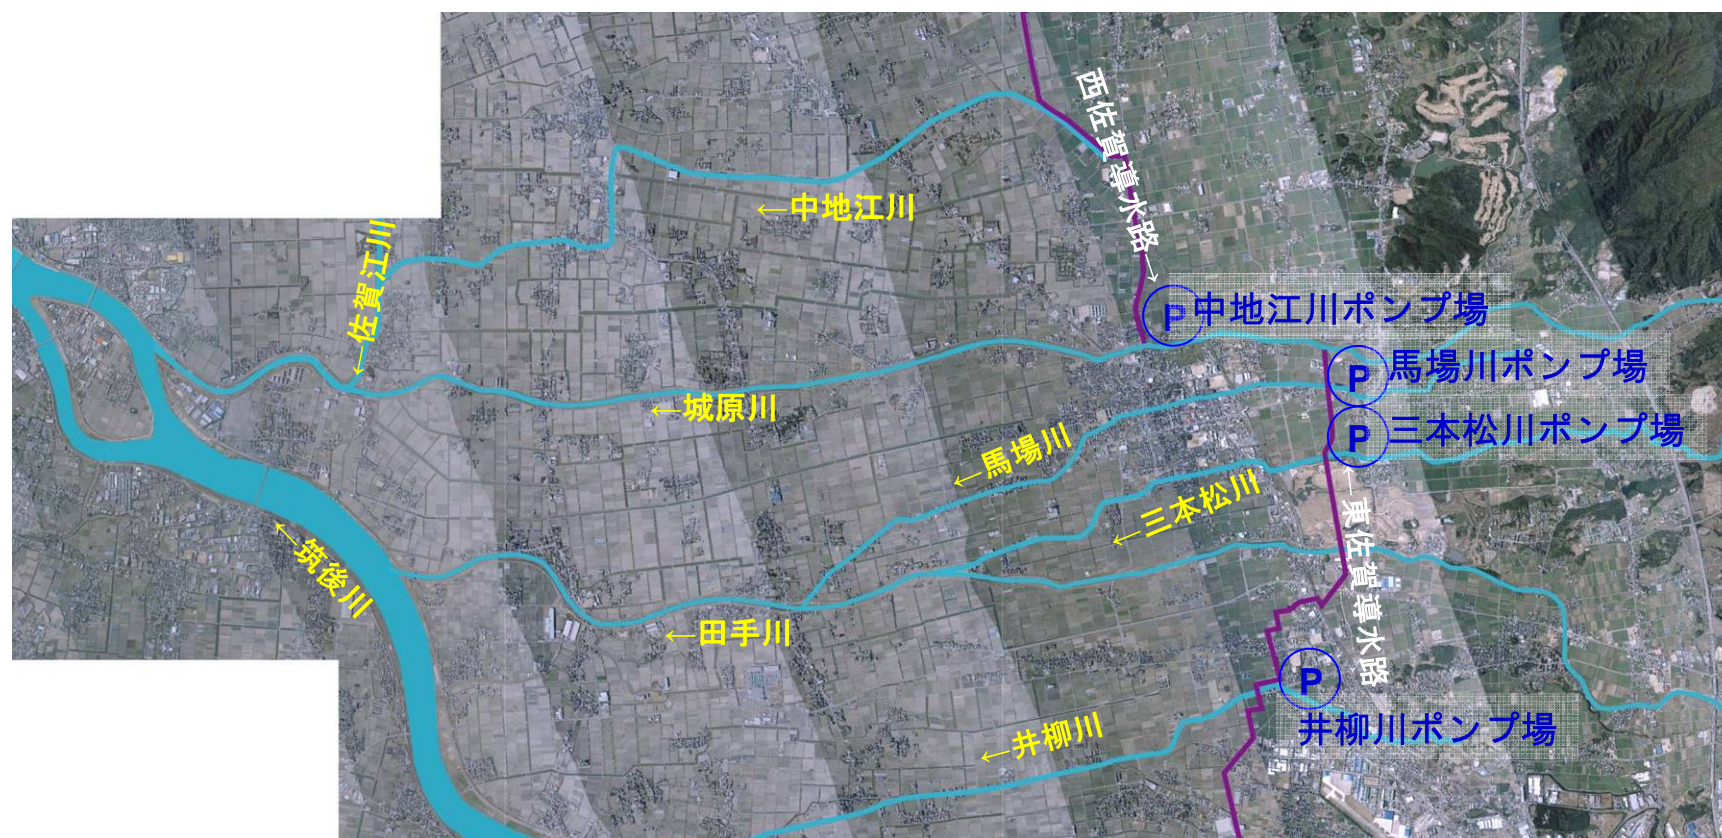 西佐賀導水路→
←中地江川
←佐賀江川
P 中地江川ポンプ場
P 馬場川ポンプ場
←城原川
P 三本松川ポンプ場
←馬場川
←三本松川
←東佐賀導水路
←筑後川
←田手川
P
井柳川ポンプ場
←井柳川